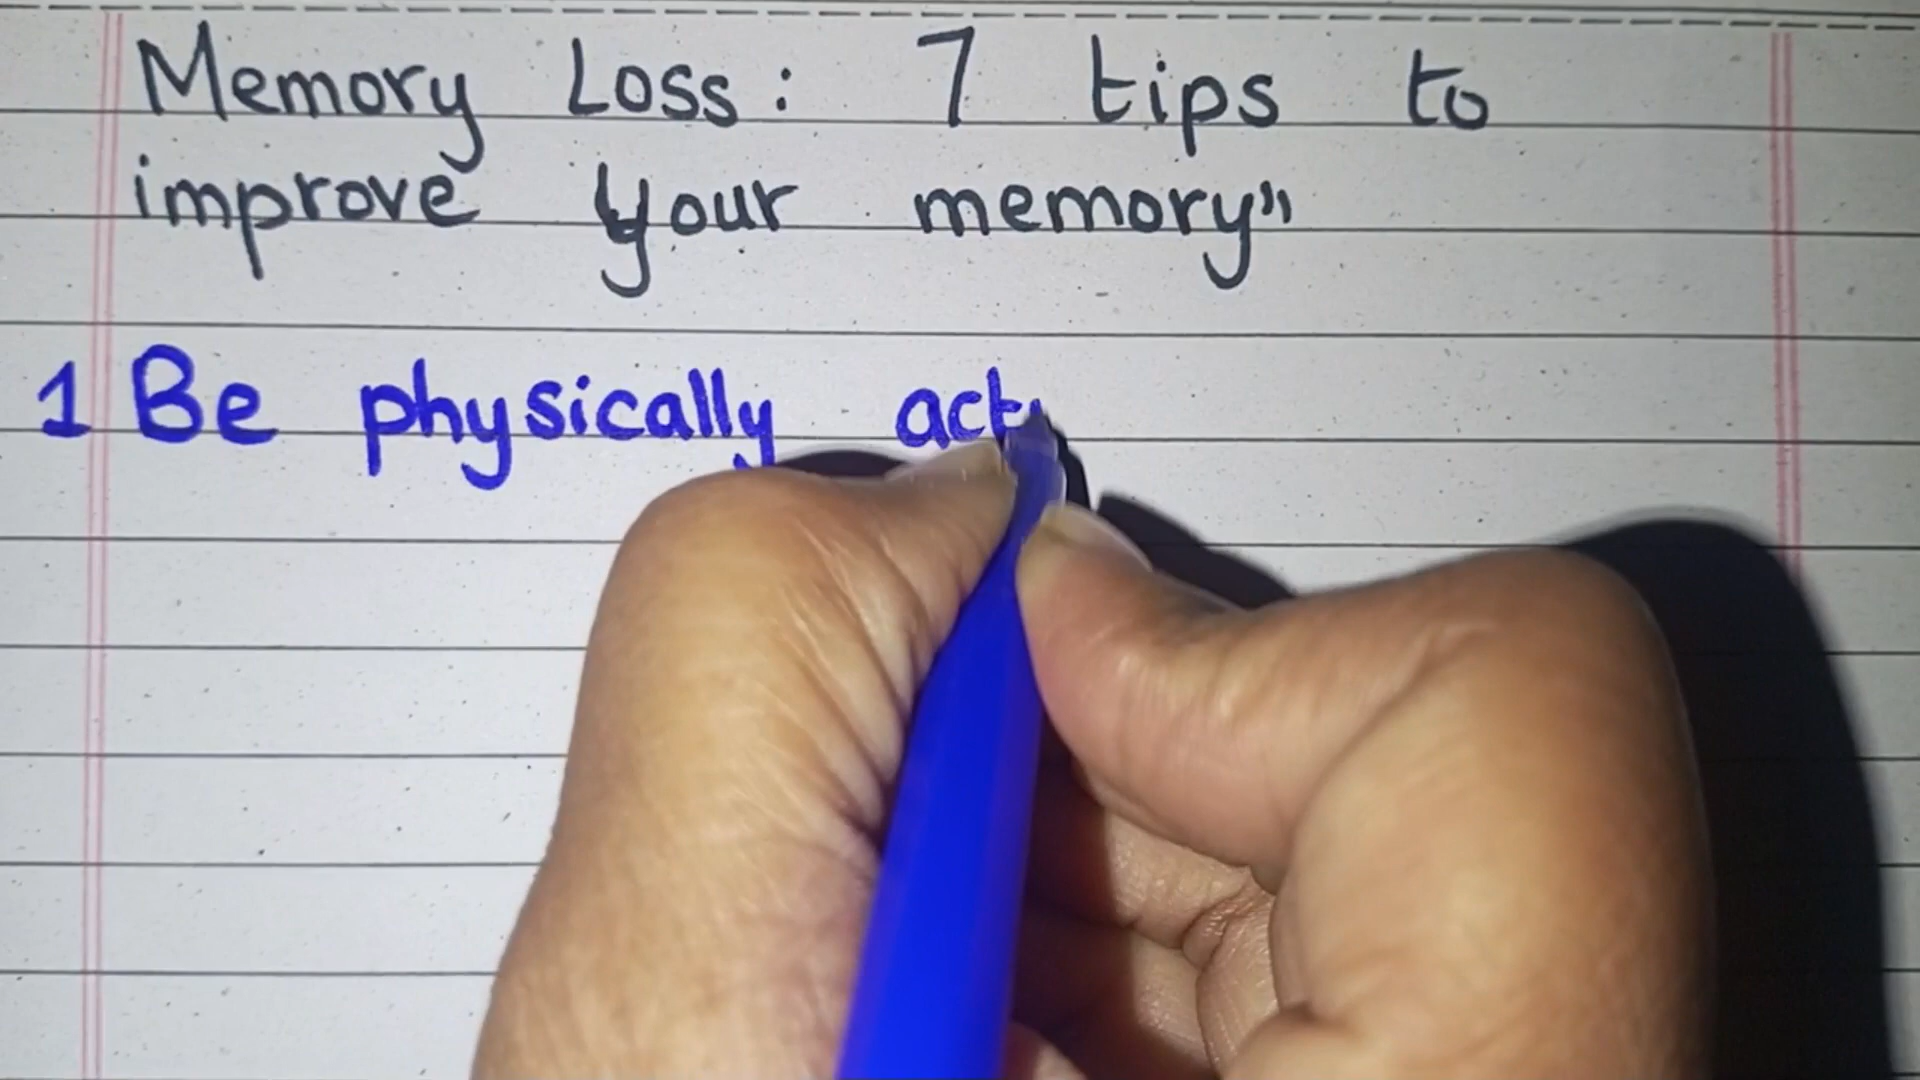 Memory Loss: 7 tips to
improve your memory"
1 Be physically act